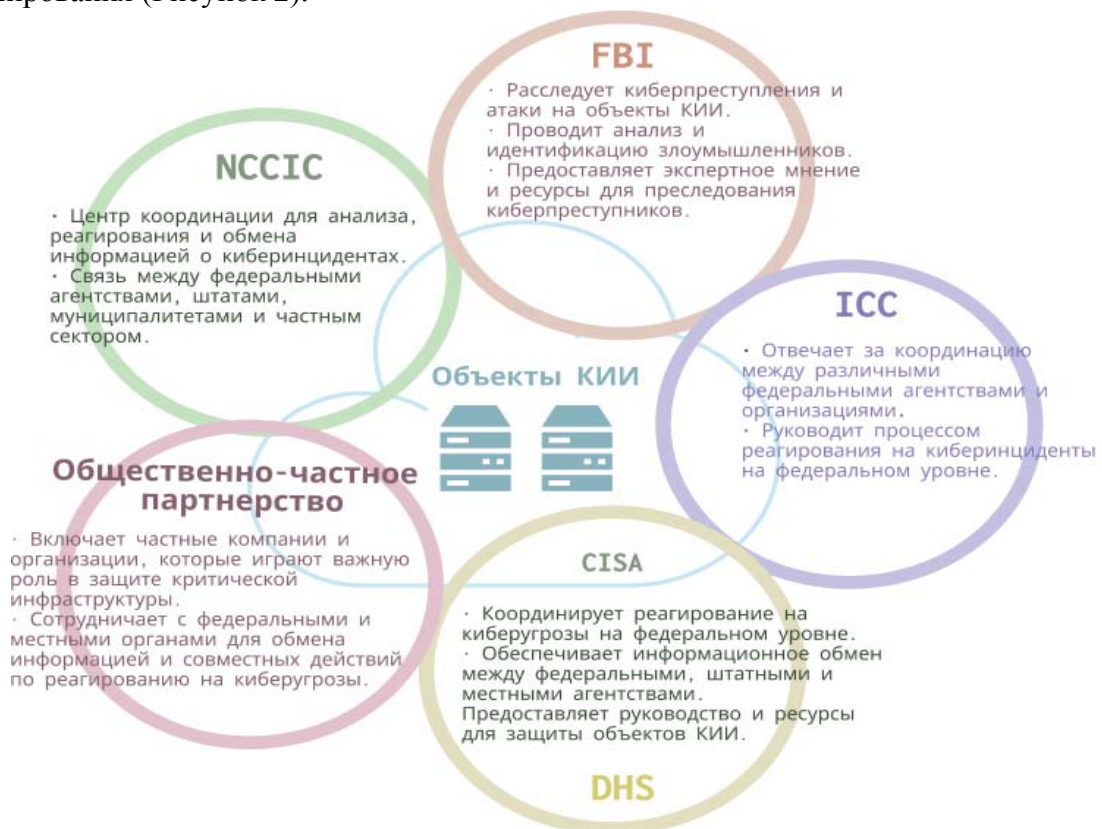 (Рисунок 2).
FBI
· Расследует киберпреступления и
атаки на объекты КИИ.
· Проводит анализ и
идентификацию злоумышленников.
· Предоставляет экспертное мнение
и ресурсы для преследования
киберпреступников.
NCCIC
· Центр координации для анализа,
реагирования и обмена
информацией о киберинцидентах.
· Связь между федеральными
агентствами, штатами,
муниципалитетами и частным
сектором.
ICC
· Отвечает за координацию
между различными
федеральными агентствами и
организациями.
· Руководит процессом
реагирования на киберинциденты
на федеральном уровне.
Объекты КИИ
Общественно-частное
партнерство
· Включает частные компании и
организации, которые играют важную
роль в защите критической
инфраструктуры.
· Сотрудничает с федеральными и
местными органами для обмена
информацией и совместных действий
по реагированию на киберугрозы.
CISA
· Координирует реагирование на
киберугрозы на федеральном уровне.
· Обеспечивает информационное обмен
между федеральными, штатными и
местными агентствами.
Предоставляет руководство и ресурсы
для защиты объектов КИИ.
DHS